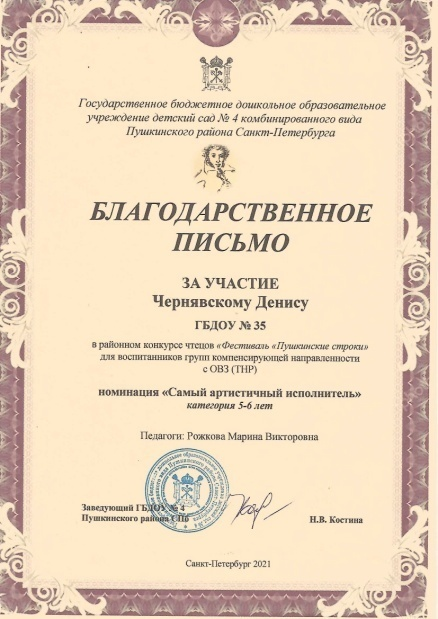 Государственное бюджетное дошкольное образовательное
учреждение детский сад № 4 комбинированного вида
Пушкинского района Санкт-Петербурга
БЛАГОДАРСТВЕННОЕ
ПИСЬМО
ЗА УЧАСТИЕ
Чернявскому Денису
ГБДОУ № 35
в районном конкурсе чтецов «Фестиваль «Пушкинские строки»
для воспитанников групп компенсирующей направленности
с ОВЗ (ТНР)
номинация «Самый артистичный исполнитель»
категория 5-6 лет
Педагоги: Рожкова Марина Викторовна
Заведующий ГБДОУ № 4
Пушкинского района СПб
Н.В. Костина
Санкт-Петербург 2021